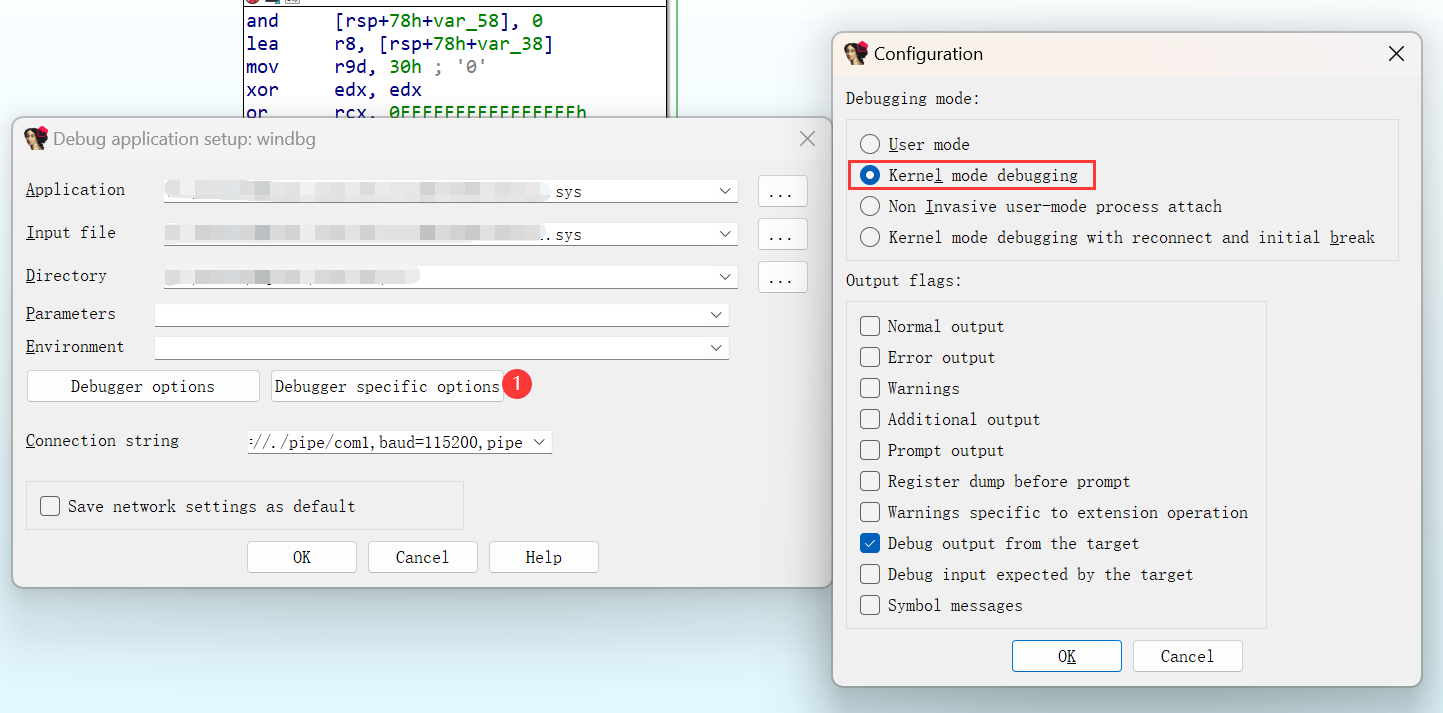 and [rsp+78h+var_58], 0
lea r8, [rsp+78h+var_38]
mov r9d, 30h ; '0'
xor edx, edx
or rcx, 0FFFFFFFFFFFFFFFFh
Debug application setup: windbg
Application sys ...
Input file .sys ...
Directory ...
Parameters
Environment
Debugger options Debugger specific options 1
Connection string //./pipe/com1,baud=115200,pipe
Save network settings as default
OK Cancel Help
Configuration
Debugging mode:
User mode
Kernel mode debugging
Non Invasive user-mode process attach
Kernel mode debugging with reconnect and initial break
Output flags:
Normal output
Error output
Warnings
Additional output
Prompt output
Register dump before prompt
Warnings specific to extension operation
Debug output from the target
Debug input expected by the target
Symbol messages
OK Cancel